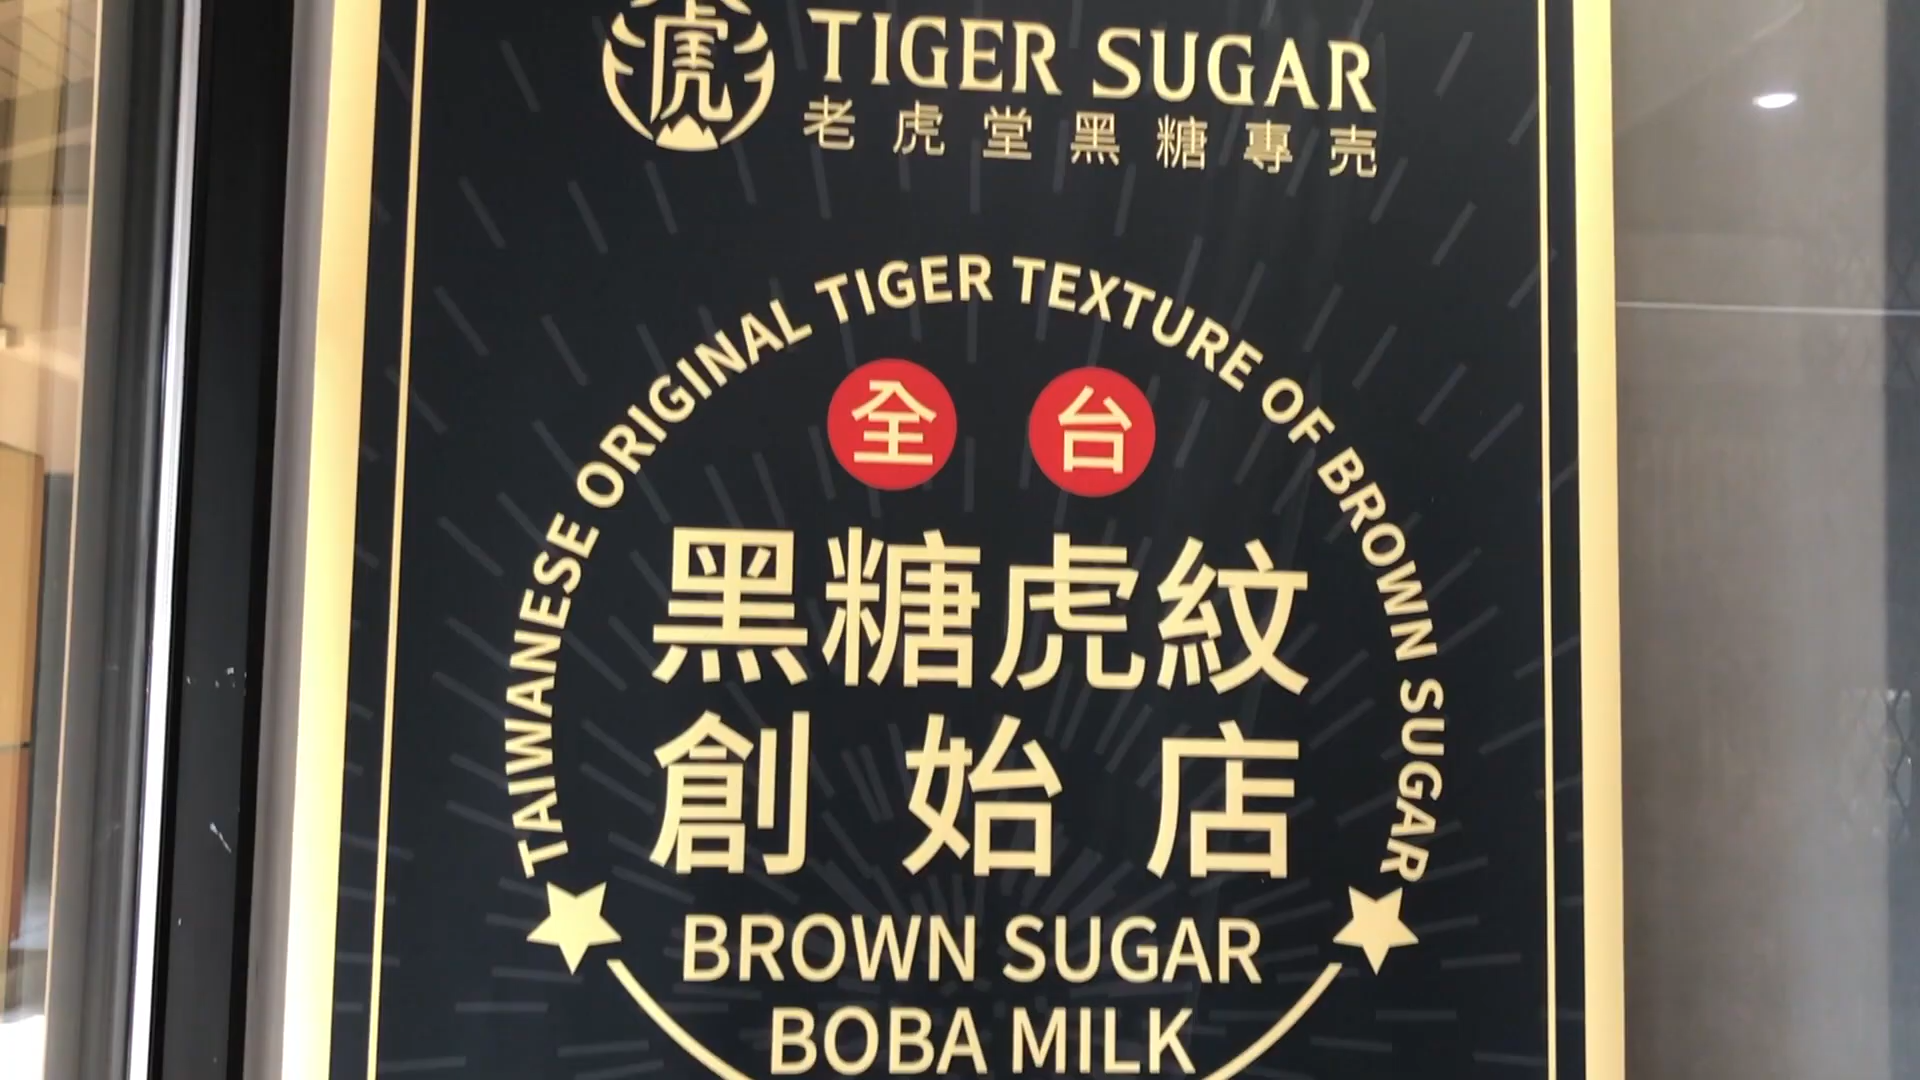 虎
TIGER SUGAR
老虎堂黑糖專売
TAIWANESE ORIGINAL TIGER TEXTURE OF BROWN SUGAR
全台
黑糖虎紋
創始店
BROWN SUGAR
BOBA MILK